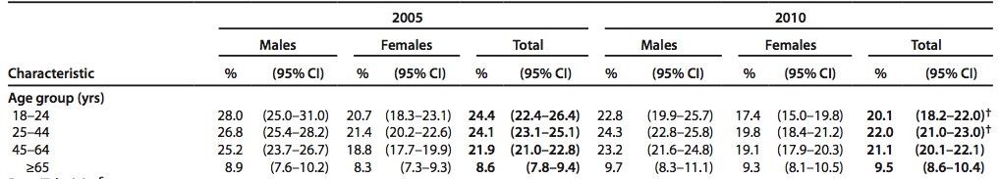 2005 2010
Males Females Total Males Females Total
Characteristic % (95% CI) % (95% CI) % (95% CI) % (95% CI) % (95% CI) % (95% CI)
Age group (yrs)
18–24 28.0 (25.0–31.0) 20.7 (18.3–23.1) 24.4 (22.4–26.4) 22.8 (19.9–25.7) 17.4 (15.0–19.8) 20.1 (18.2–22.0)†
25–44 26.8 (25.4–28.2) 21.4 (20.2–22.6) 24.1 (23.1–25.1) 24.3 (22.8–25.8) 19.8 (18.4–21.2) 22.0 (21.0–23.0)†
45–64 25.2 (23.7–26.7) 18.8 (17.7–19.9) 21.9 (21.0–22.8) 23.2 (21.6–24.8) 19.1 (17.9–20.3) 21.1 (20.1–22.1)
≥65 8.9 (7.6–10.2) 8.3 (7.3–9.3) 8.6 (7.8–9.4) 9.7 (8.3–11.1) 9.3 (8.1–10.5) 9.5 (8.6–10.4)